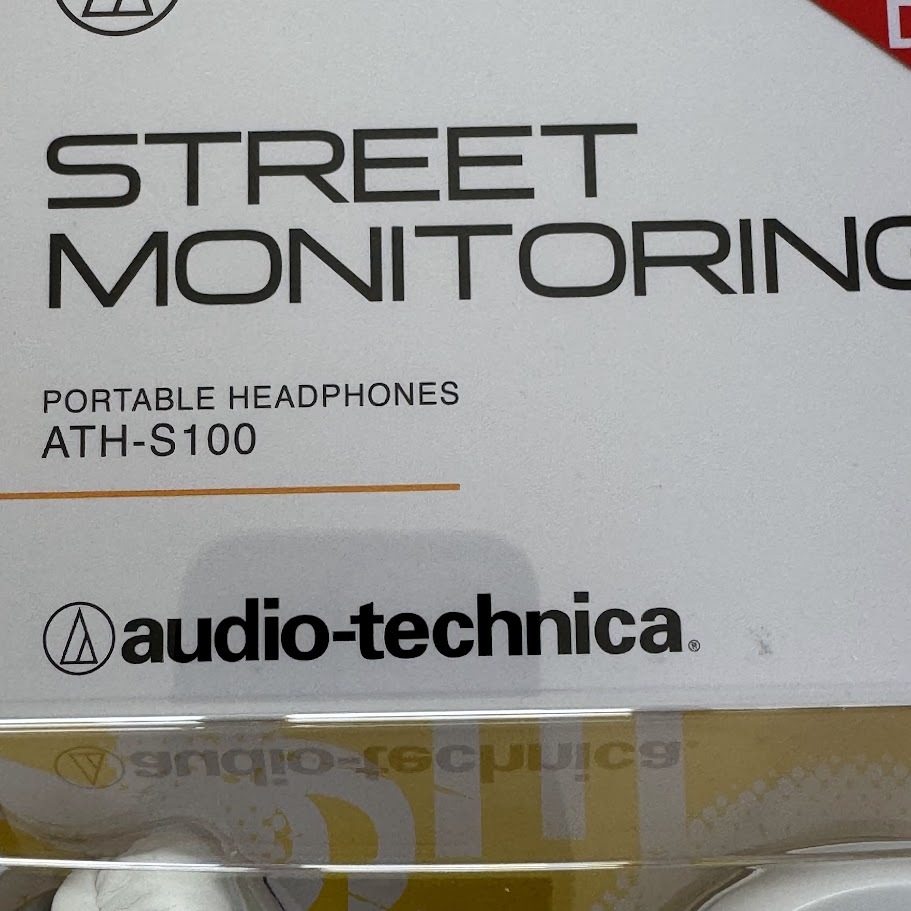 STREET
MONITORING
PORTABLE HEADPHONES
ATH-S100
audio-technica®